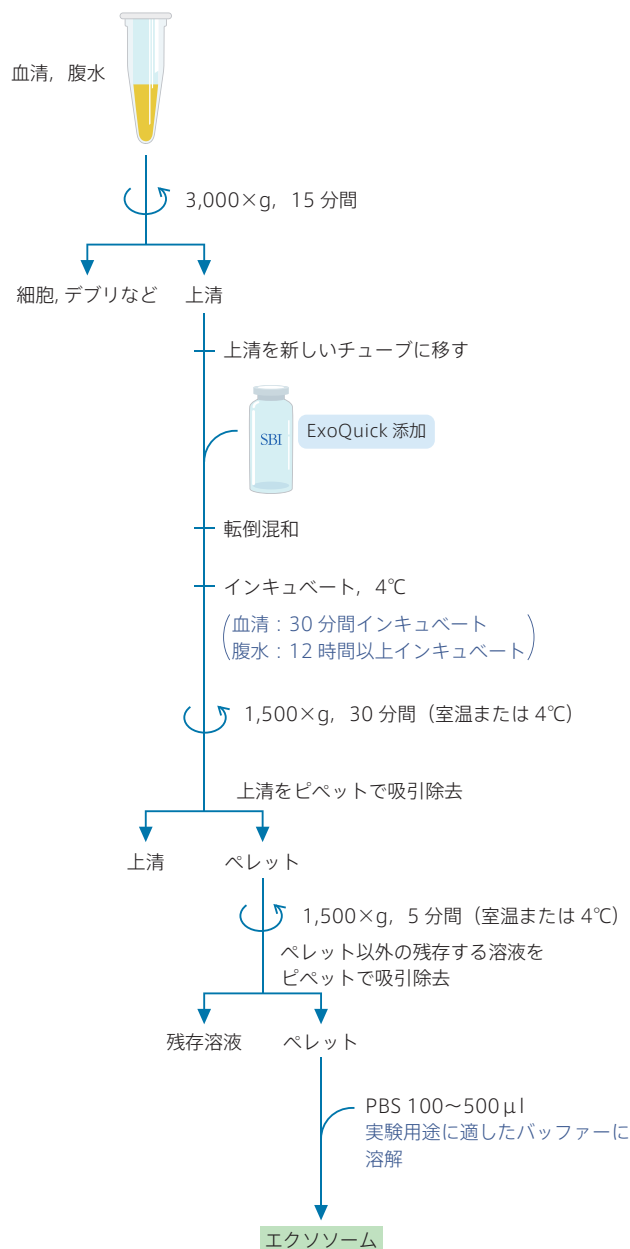 血清，腹水
3,000×g，15 分間
細胞, デブリなど
上清
上清を新しいチューブに移す
SBI
ExoQuick 添加
転倒混和
インキュベート，4℃
（血清：30 分間インキュベート
腹水：12 時間以上インキュベート）
1,500×g，30 分間（室温または 4℃）
上清をピペットで吸引除去
上清
ペレット
1,500×g，5 分間（室温または 4℃）
ペレット以外の残存する溶液を
ピペットで吸引除去
残存溶液
ペレット
PBS 100～500 μl
実験用途に適したバッファーに
溶解
エクソソーム